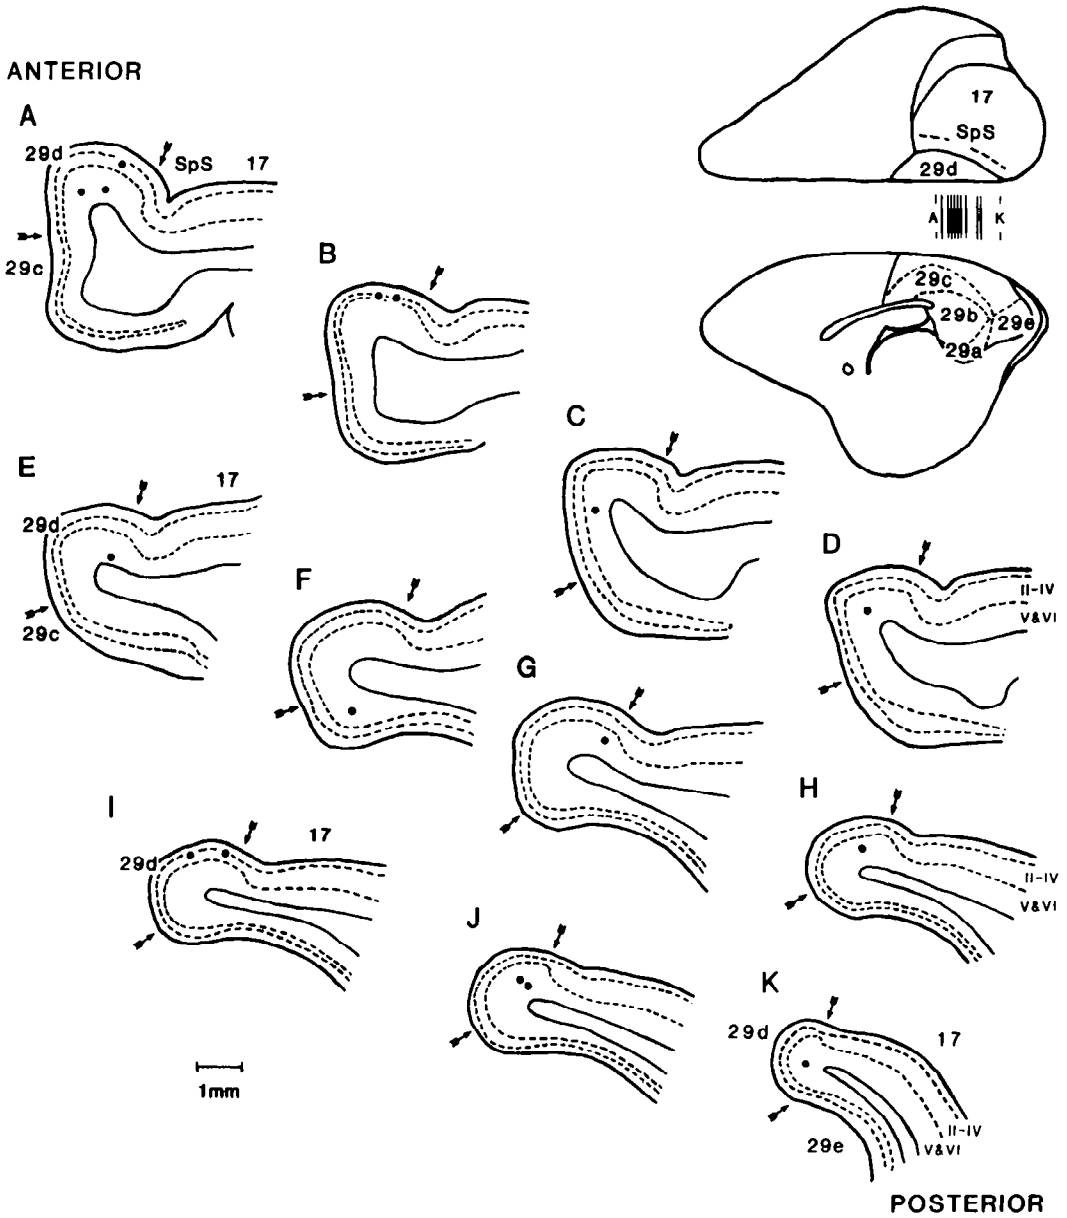 ANTERIOR
A
29d
SpS
17
29c
17
SpS
29d
A
K
29c
29b
29e
29a
B
C
D
II-IV
V&VI
E
17
29d
29c
F
G
H
II-IV
V&VI
I
17
29d
J
K
29d
17
II-IV
V&VI
29e
1mm
POSTERIOR